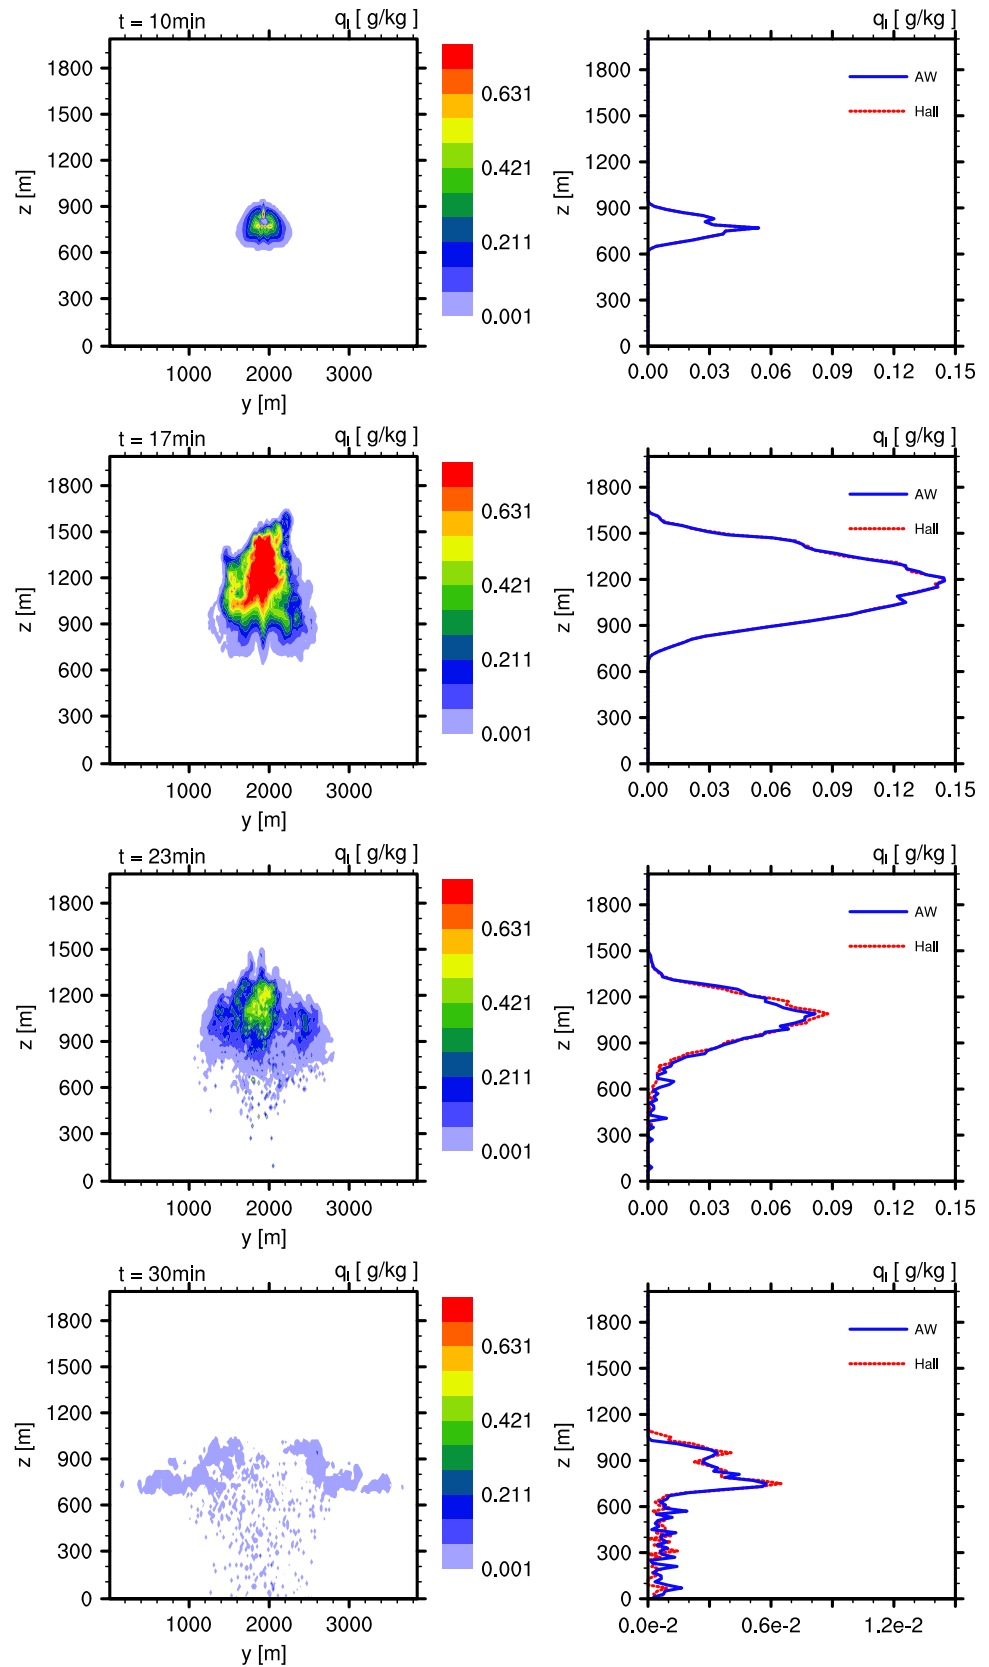 t = 10min
q_l [ g/kg ]
q_l [ g/kg ]
1800
1500
1200
900
600
300
0
z [m]
1000 2000 3000
y [m]
0.631
0.421
0.211
0.001
1800
1500
1200
900
600
300
0
z [m]
AW
Hall
0.00 0.03 0.06 0.09 0.12 0.15
t = 17min
q_l [ g/kg ]
q_l [ g/kg ]
1800
1500
1200
900
600
300
0
z [m]
1000 2000 3000
y [m]
0.631
0.421
0.211
0.001
1800
1500
1200
900
600
300
0
z [m]
AW
Hall
0.00 0.03 0.06 0.09 0.12 0.15
t = 23min
q_l [ g/kg ]
q_l [ g/kg ]
1800
1500
1200
900
600
300
0
z [m]
1000 2000 3000
y [m]
0.631
0.421
0.211
0.001
1800
1500
1200
900
600
300
0
z [m]
AW
Hall
0.00 0.03 0.06 0.09 0.12 0.15
t = 30min
q_l [ g/kg ]
q_l [ g/kg ]
1800
1500
1200
900
600
300
0
z [m]
1000 2000 3000
y [m]
0.631
0.421
0.211
0.001
1800
1500
1200
900
600
300
0
z [m]
AW
Hall
0.0e-2 0.6e-2 1.2e-2